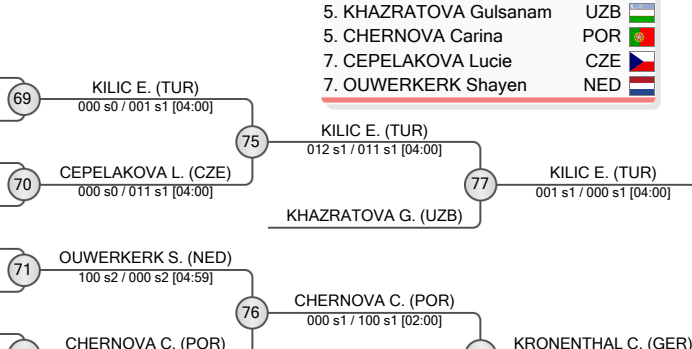 5. KHAZRATOVA Gulsanam UZB
5. CHERNOVA Carina POR
7. CEPELAKOVA Lucie CZE
7. OUWERKERK Shayen NED
69
KILIC E. (TUR)
000 s0 / 001 s1 [04:00]
75
KILIC E. (TUR)
012 s1 / 011 s1 [04:00]
70
CEPELAKOVA L. (CZE)
000 s0 / 011 s1 [04:00]
77
KILIC E. (TUR)
001 s1 / 000 s1 [04:00]
KHAZRATOVA G. (UZB)
71
OUWERKERK S. (NED)
100 s2 / 000 s2 [04:59]
76
CHERNOVA C. (POR)
000 s1 / 100 s1 [02:00]
CHERNOVA C. (POR)
KRONENTHAL C. (GER)